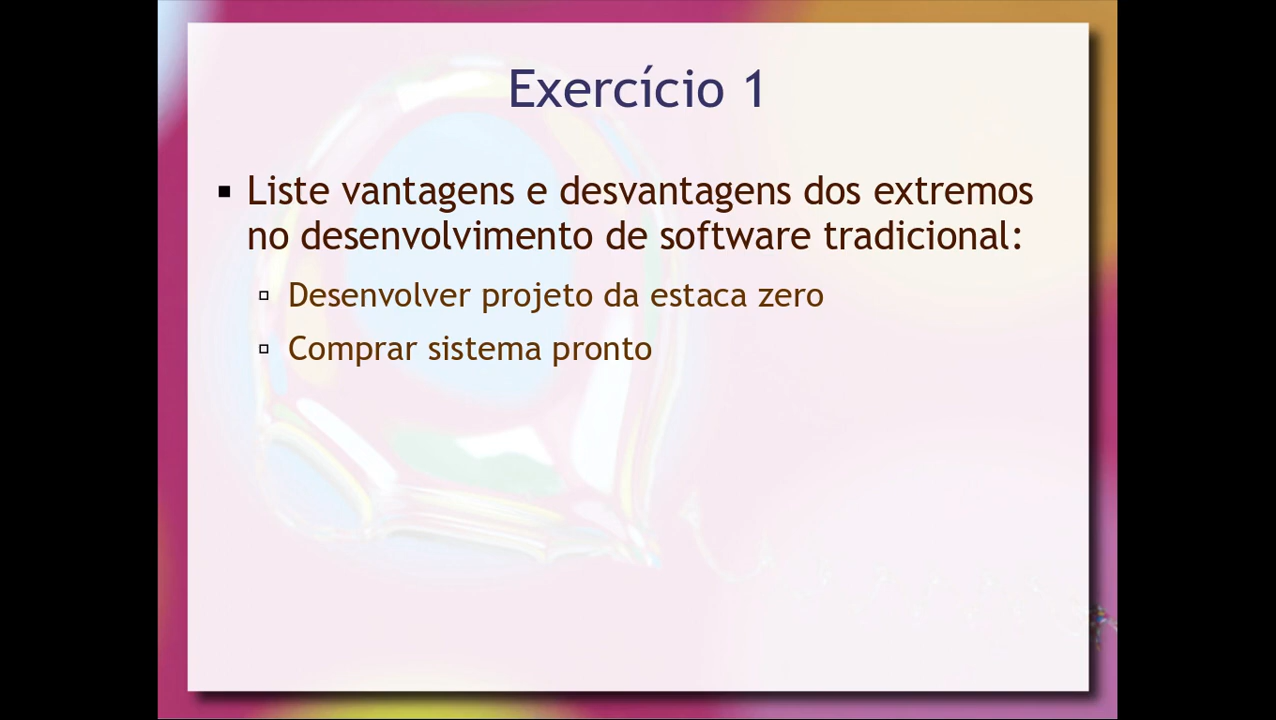 Exercício 1
Liste vantagens e desvantagens dos extremos
no desenvolvimento de software tradicional:
Desenvolver projeto da estaca zero
Comprar sistema pronto